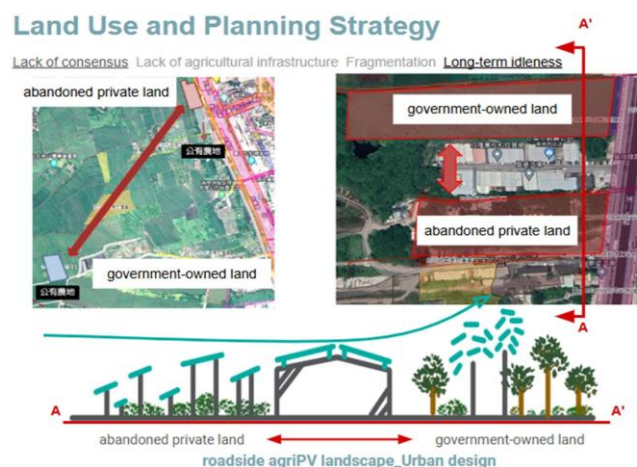 Land Use and Planning Strategy
Lack of consensus Lack of agricultural infrastructure Fragmentation Long-term idleness
abandoned private land
公有農地
government-owned land
公有農地
A'
government-owned land
abandoned private land
A
A
A'
abandoned private land
government-owned land
roadside agriPV landscape_Urban design